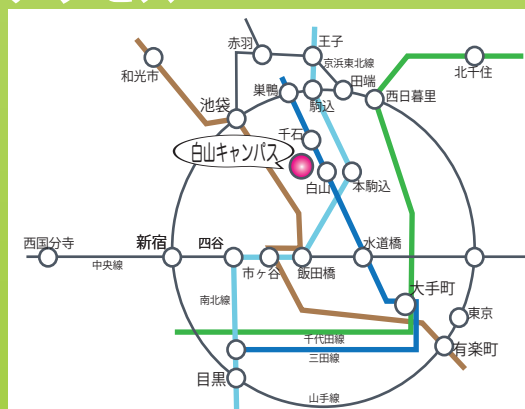 赤羽
王子
京浜東北線
和光市
巣鴨
田端
北千住
池袋
駒込
西日暮里
千石
白山キャンパス
白山
本駒込
西国分寺
新宿
四谷
水道橋
中央線
市ヶ谷
飯田橋
大手町
南北線
東京
千代田線
三田線
有楽町
目黒
山手線